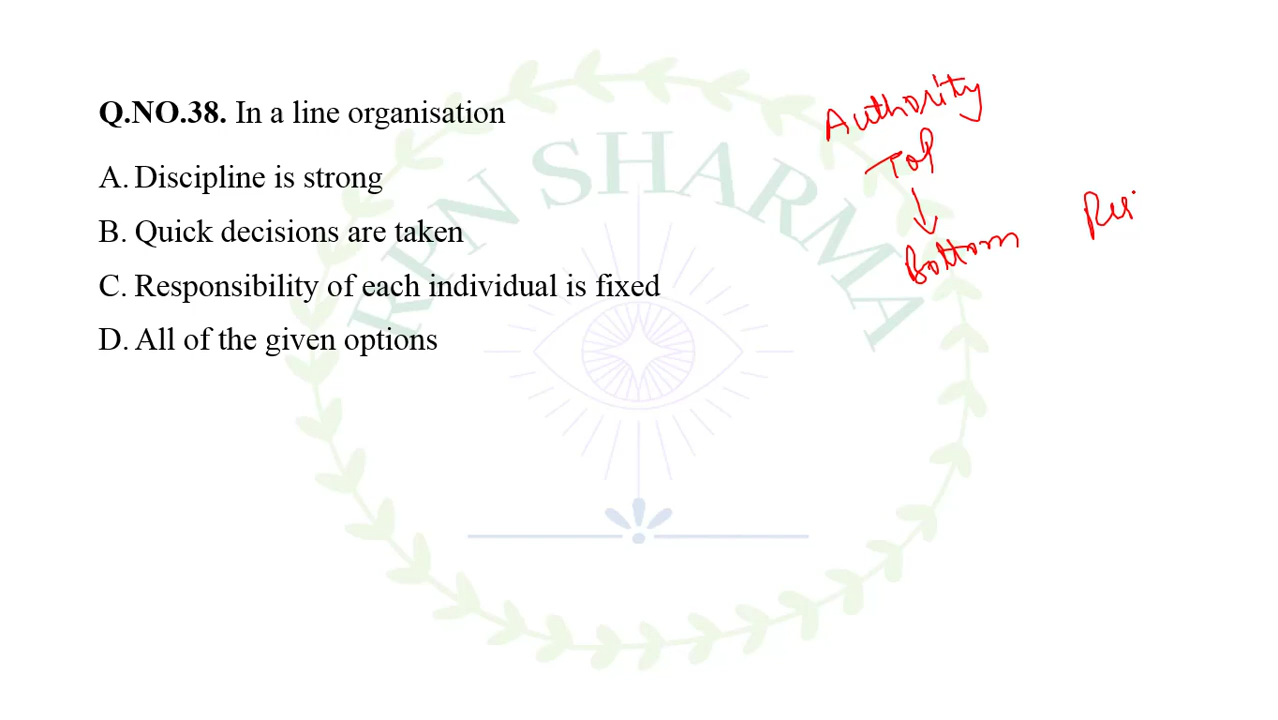 Q.NO.38. In a line organisation
A. Discipline is strong
B. Quick decisions are taken
C. Responsibility of each individual is fixed
D. All of the given options
Authority
Top
Bottom
RPN SHARMA